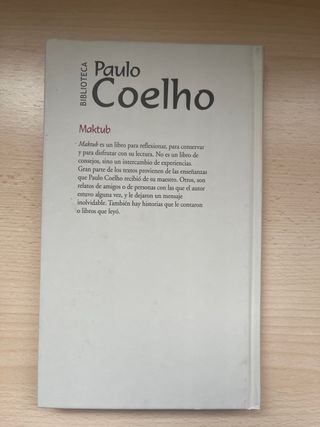 BIBLIOTECA
Paulo
Coelho
Maktub
Maktub es un libro para reflexionar, para conservar
y para disfrutar con su lectura. No es un libro de
consejos, sino un intercambio de experiencias.
Gran parte de los textos provienen de las enseñanzas
que Paulo Coelho recibió de su maestro. Otros, son
relatos de amigos o de personas con las que el autor
estuvo alguna vez, y le dejaron un mensaje
inolvidable. También hay historias que le contaron
o libros que leyó.